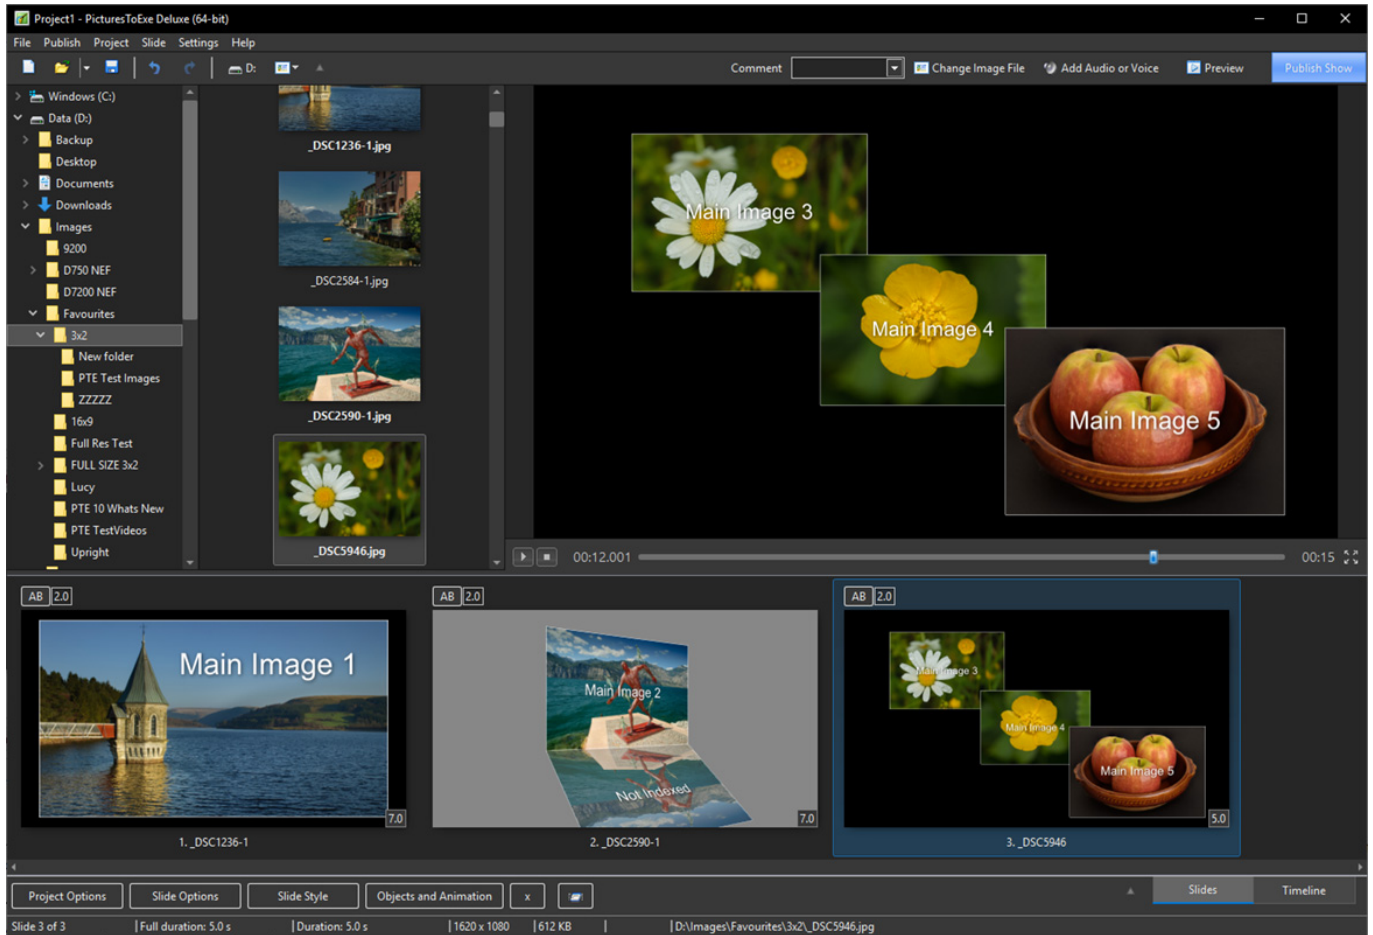 Project1 - PicturesToExe Deluxe (64-bit)
File Publish Project Slide Settings Help
D: Comment Change Image File Add Audio or Voice Preview Publish Show
Windows (C:)
Data (D:)
Backup
Desktop
Documents
Downloads
Images
9200
D750 NEF
D7200 NEF
Favourites
3x2
New folder
PTE Test Images
ZZZZZ
16x9
Full Res Test
FULL SIZE 3x2
Lucy
PTE 10 Whats New
PTE TestVideos
Upright
_DSC1236-1.jpg
_DSC2584-1.jpg
_DSC2590-1.jpg
_DSC5946.jpg
Main Image 3
Main Image 4
Main Image 5
00:12.001 00:15
AB 2.0
Main Image 1
7.0
1. _DSC1236-1
AB 2.0
Main Image 2
Not Indexed
7.0
2. _DSC2590-1
AB 2.0
Main Image 3
Main Image 4
Main Image 5
5.0
3. _DSC5946
Project Options Slide Options Slide Style Objects and Animation x Slides Timeline
Slide 3 of 3 Full duration: 5.0 s Duration: 5.0 s 1620 x 1080 612 KB D:\Images\Favourites\3x2\_DSC5946.jpg